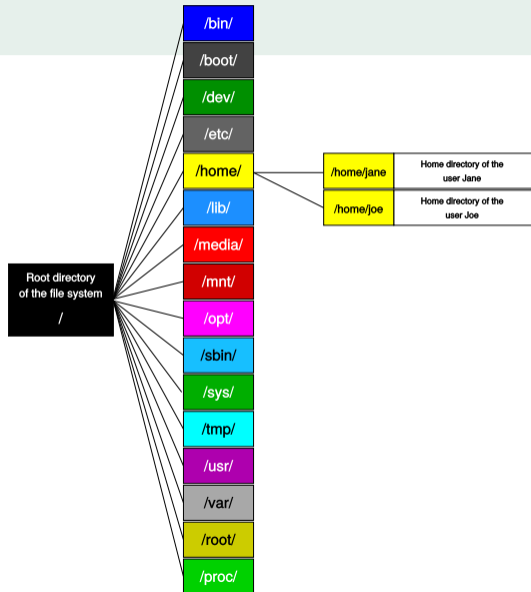 /bin/
/boot/
/dev/
/etc/
/home/
/home/jane
Home directory of the
user Jane
/home/joe
Home directory of the
user Joe
/lib/
/media/
/mnt/
Root directory
of the file system
/
/opt/
/sbin/
/sys/
/tmp/
/usr/
/var/
/root/
/proc/